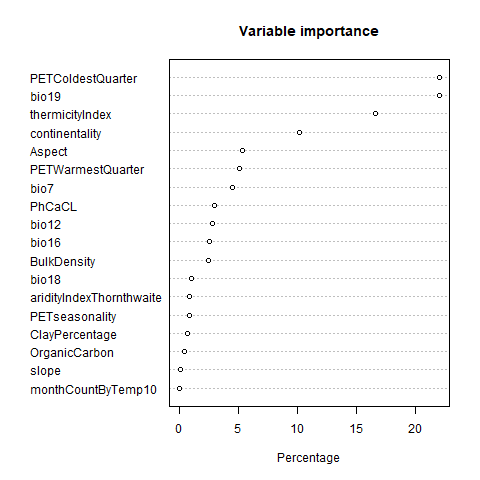 Variable importance
PETColdestQuarter
bio19
thermicityIndex
continentality
Aspect
PETWarmestQuarter
bio7
PhCaCL
bio12
bio16
BulkDensity
bio18
aridityIndexThornthwaite
PETseasonality
ClayPercentage
OrganicCarbon
slope
monthCountByTemp10
0 5 10 15 20
Percentage